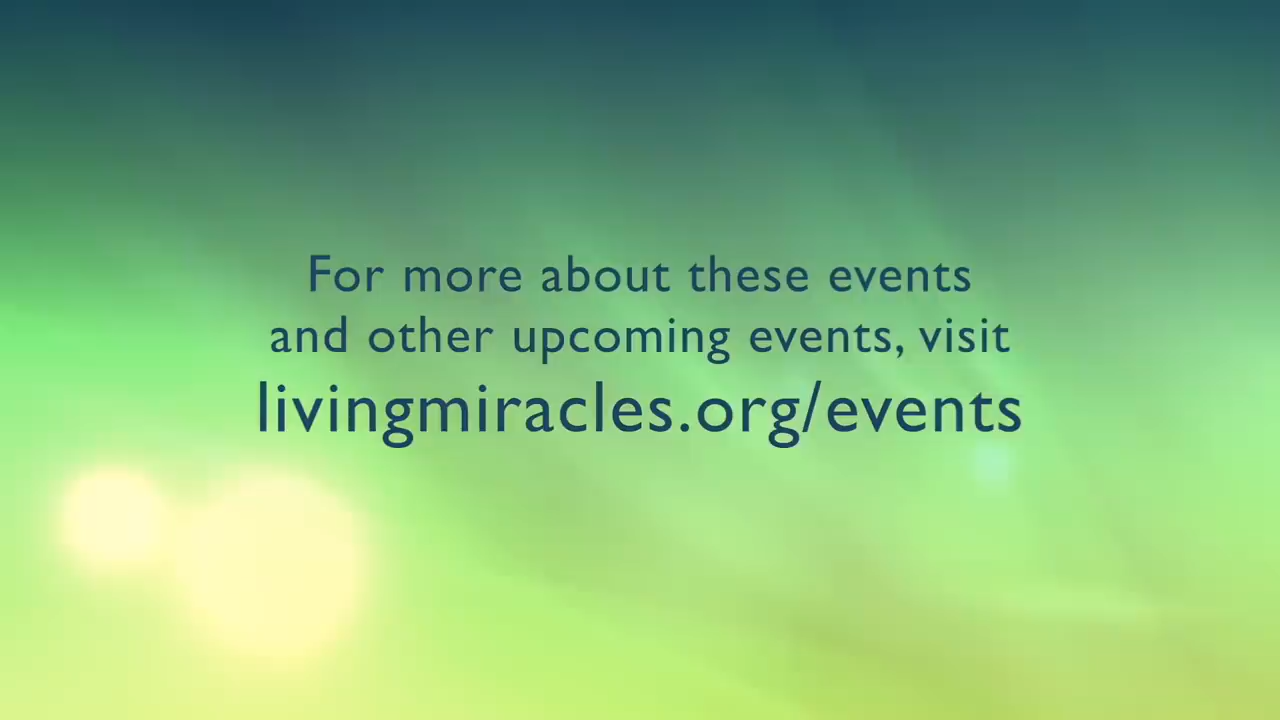 For more about these events
and other upcoming events, visit
livingmiracles.org/events